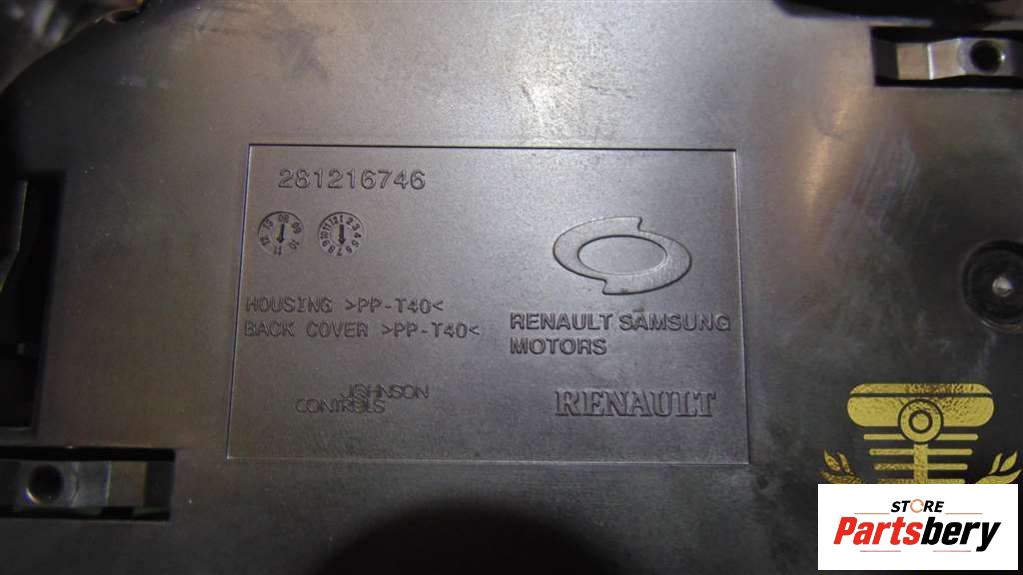 281216746
HOUSING >PP-T40<
BACK COVER >PP-T40<
RENAULT SAMSUNG
MOTORS
JOHNSON
CONTROLS
RENAULT
STORE
Partsbery